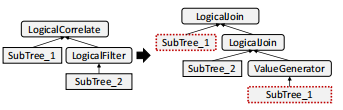 LogicalCorrelate
SubTree_1
LogicalFilter
SubTree_2
LogicalJoin
SubTree_1
LogicalJoin
SubTree_2
ValueGenerator
SubTree_1